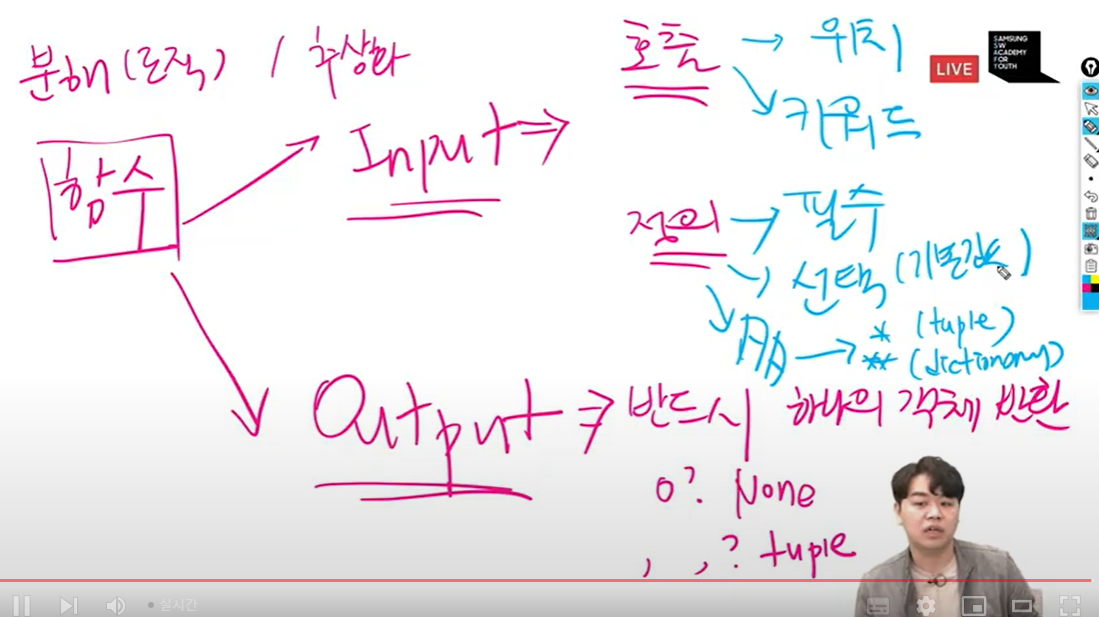 분해(로직) / 추상화
함수
Input ⇒
호출 → 위치
→ 키워드
정의 → 필수
→ 선택 (기본값)
→ → * (tuple)
** (dictionary)
Output ⇒ 반드시 하나의 객체 반환
0? None
, , ? tuple
LIVE
SAMSUNG
SW
ACADEMY
FOR
YOUTH
실시간